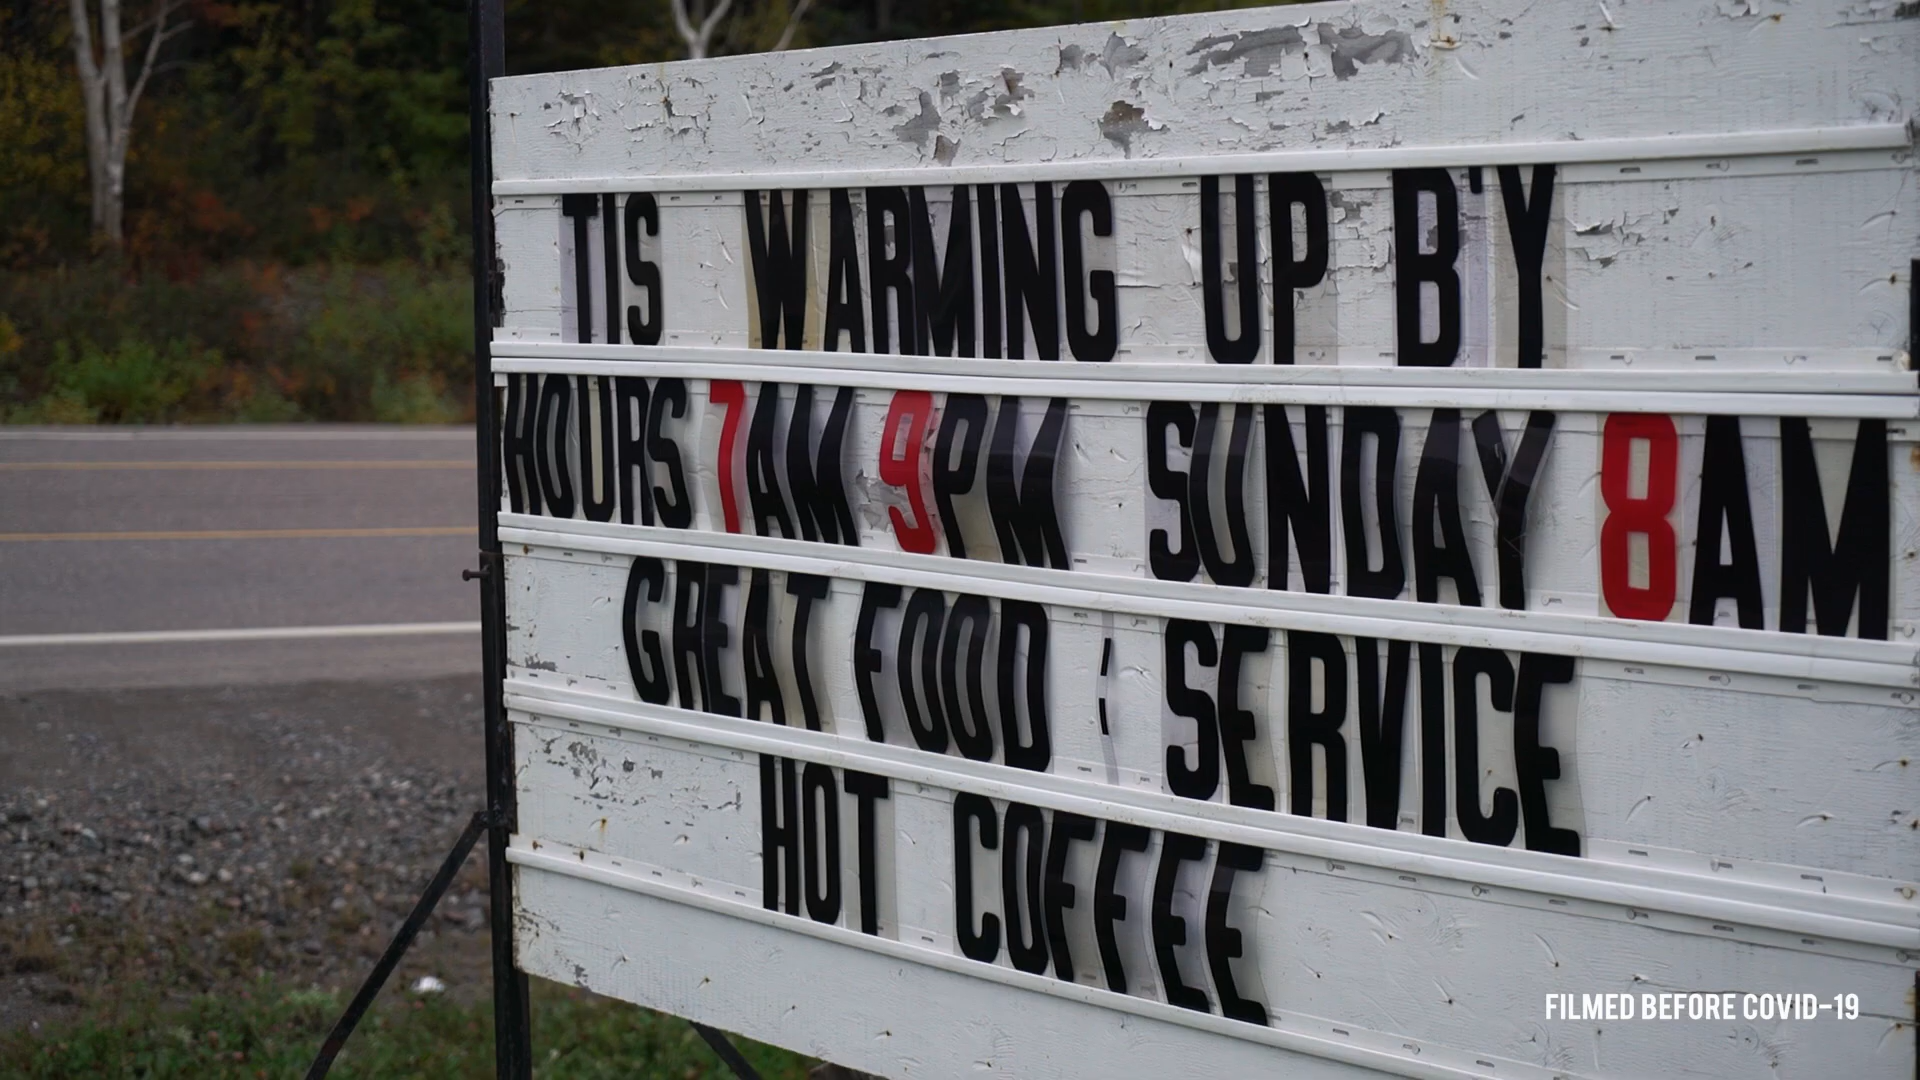 TIS WARMING UP B'Y
HOURS 7AM 9PM SUNDAY 8AM
GREAT FOOD : SERVICE
HOT COFFEE
FILMED BEFORE COVID-19